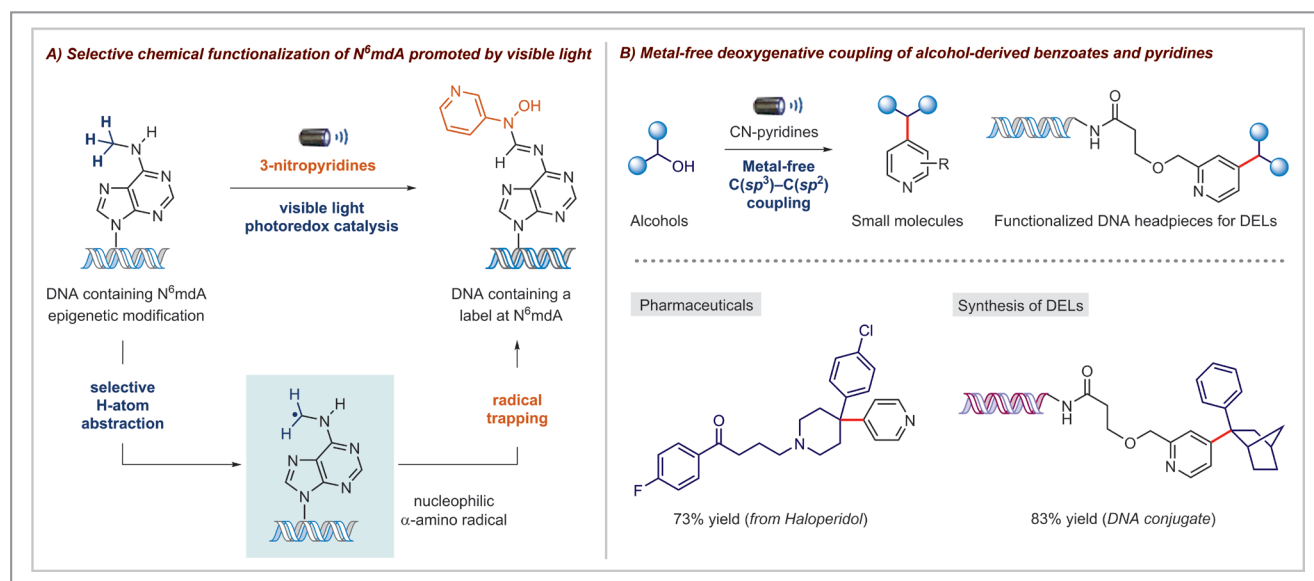 A) Selective chemical functionalization of N⁶mdA promoted by visible light
H
H
H
N
H
N
N
N
N
3-nitropyridines
visible light
photoredox catalysis
N
OH
N
H
N
N
N
N
N
DNA containing N⁶mdA
epigenetic modification
DNA containing a
label at N⁶mdA
selective
H-atom
abstraction
H
H
N
H
N
N
N
N
radical
trapping
nucleophilic
α-amino radical
B) Metal-free deoxygenative coupling of alcohol-derived benzoates and pyridines
OH
Alcohols
CN-pyridines
Metal-free
C(sp³)–C(sp²)
coupling
N
R
Small molecules
O
N
H
O
N
Functionalized DNA headpieces for DELs
Pharmaceuticals
Cl
O
N
N
F
73% yield (from Haloperidol)
Synthesis of DELs
O
N
H
O
N
83% yield (DNA conjugate)